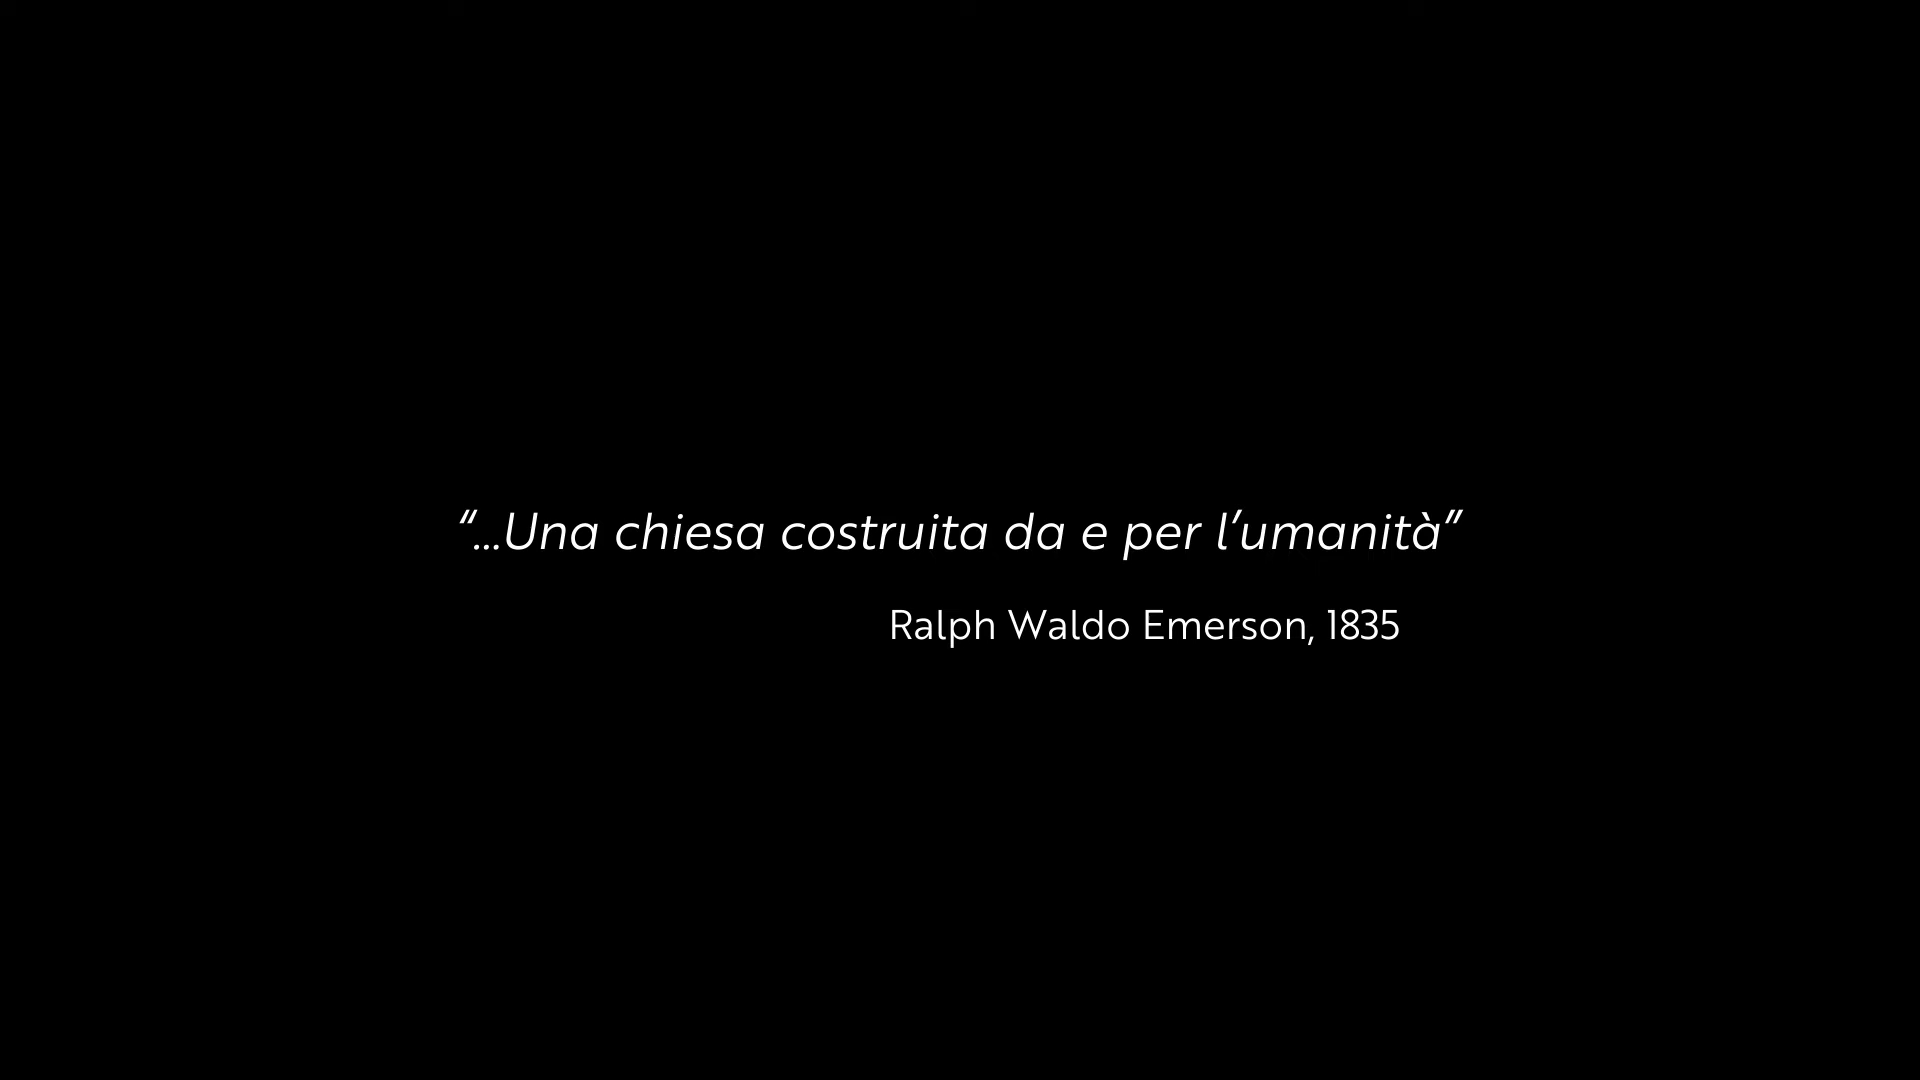 “...Una chiesa costruita da e per l’umanità”
Ralph Waldo Emerson, 1835